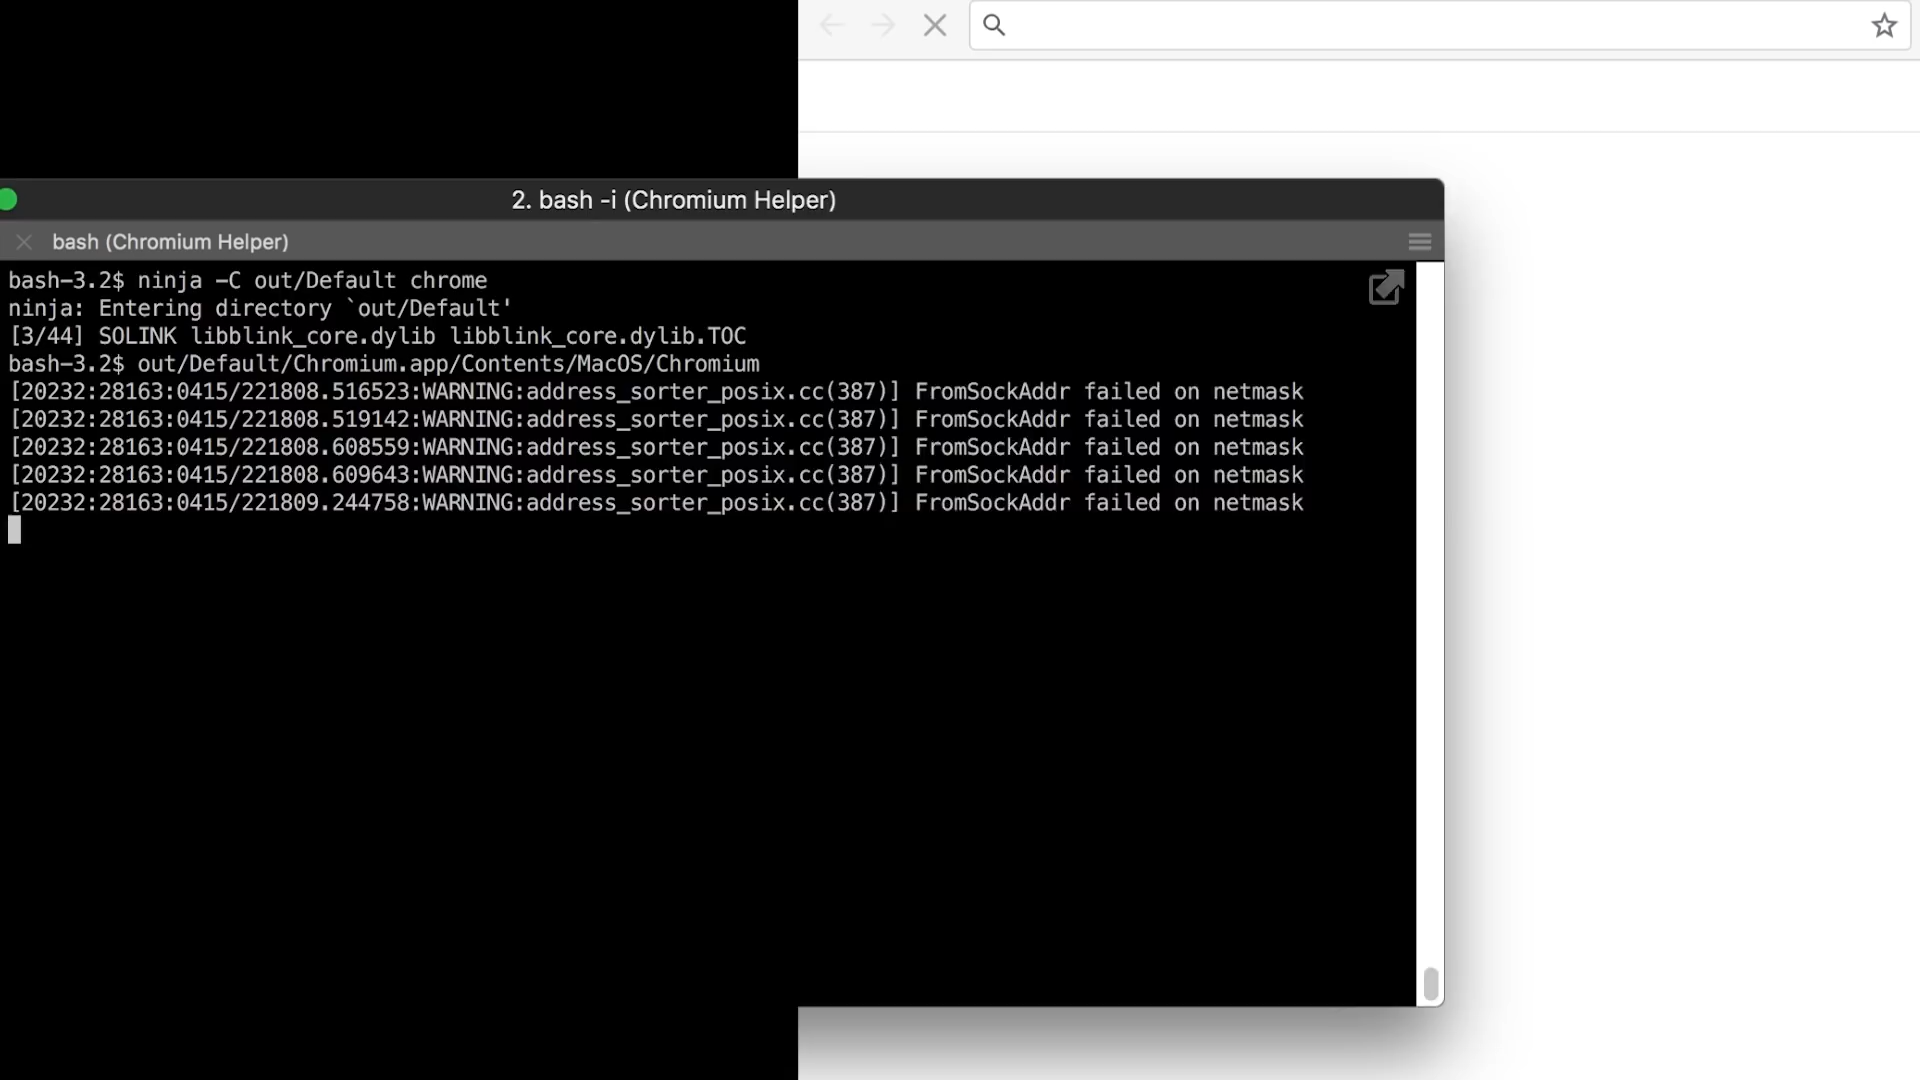 2. bash -i (Chromium Helper)
bash (Chromium Helper)
bash-3.2$ ninja -C out/Default chrome
ninja: Entering directory `out/Default'
[3/44] SOLINK libblink_core.dylib libblink_core.dylib.TOC
bash-3.2$ out/Default/Chromium.app/Contents/MacOS/Chromium
[20232:28163:0415/221808.516523:WARNING:address_sorter_posix.cc(387)] FromSockAddr failed on netmask
[20232:28163:0415/221808.519142:WARNING:address_sorter_posix.cc(387)] FromSockAddr failed on netmask
[20232:28163:0415/221808.608559:WARNING:address_sorter_posix.cc(387)] FromSockAddr failed on netmask
[20232:28163:0415/221808.609643:WARNING:address_sorter_posix.cc(387)] FromSockAddr failed on netmask
[20232:28163:0415/221809.244758:WARNING:address_sorter_posix.cc(387)] FromSockAddr failed on netmask